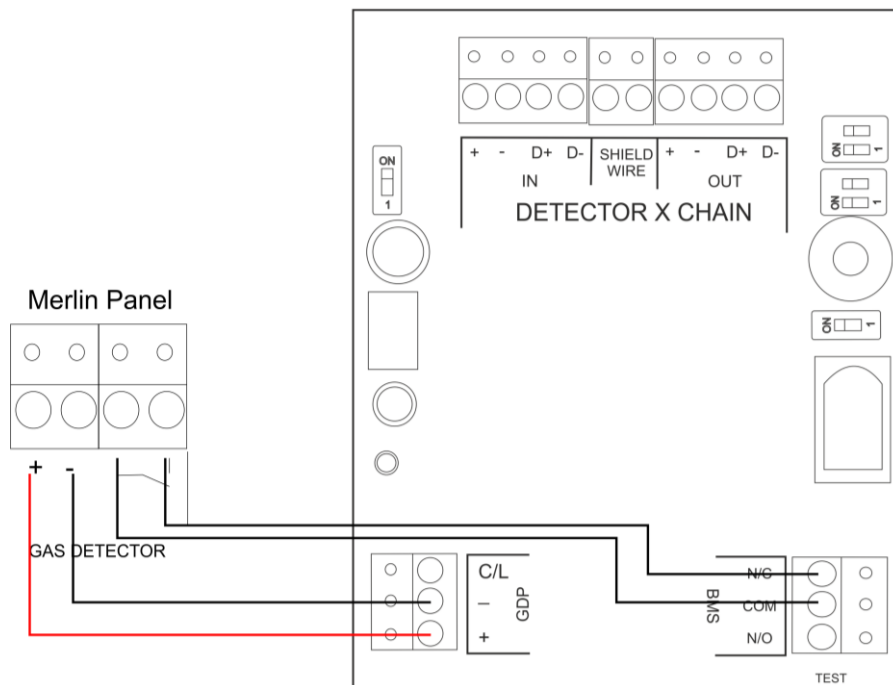 + - D+ D- SHIELD WIRE + - D+ D-
IN OUT
DETECTOR X CHAIN
ON
1
ON
1
ON
1
ON
1
Merlin Panel
+ -
GAS DETECTOR
C/L
–
+
GDP
BMS
N/C
COM
N/O
TEST